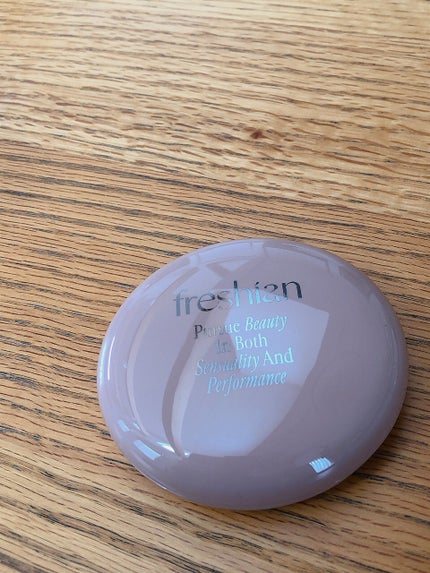 freshian
Pursue Beauty
In Both
Sensuality And
Performance